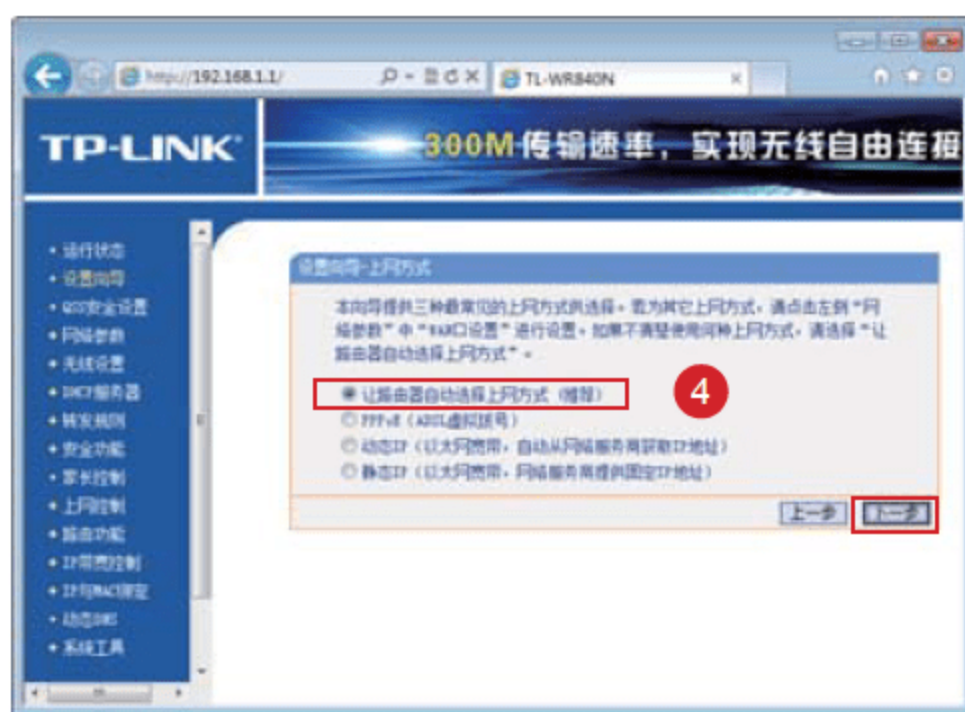 http://192.168.1.1/
TL-WR840N
TP-LINK®
300M 传输速率，实现无线自由连接
运行状态
设置向导
QSS安全设置
网络参数
无线设置
DHCP服务器
转发规则
安全功能
家长控制
上网控制
路由功能
IP带宽控制
IP与MAC绑定
动态DNS
系统工具
设置向导-上网方式
本向导提供三种最常见的上网方式供选择。若为其它上网方式，请点击左侧“网
络参数”中“WAN口设置”进行设置。如果不清楚使用何种上网方式，请选择“让
路由器自动选择上网方式”。
让路由器自动选择上网方式（推荐）
4
PPPoE（ADSL虚拟拨号）
动态IP（以太网宽带，自动从网络服务商获取IP地址）
静态IP（以太网宽带，网络服务商提供固定IP地址）
上一步
下一步